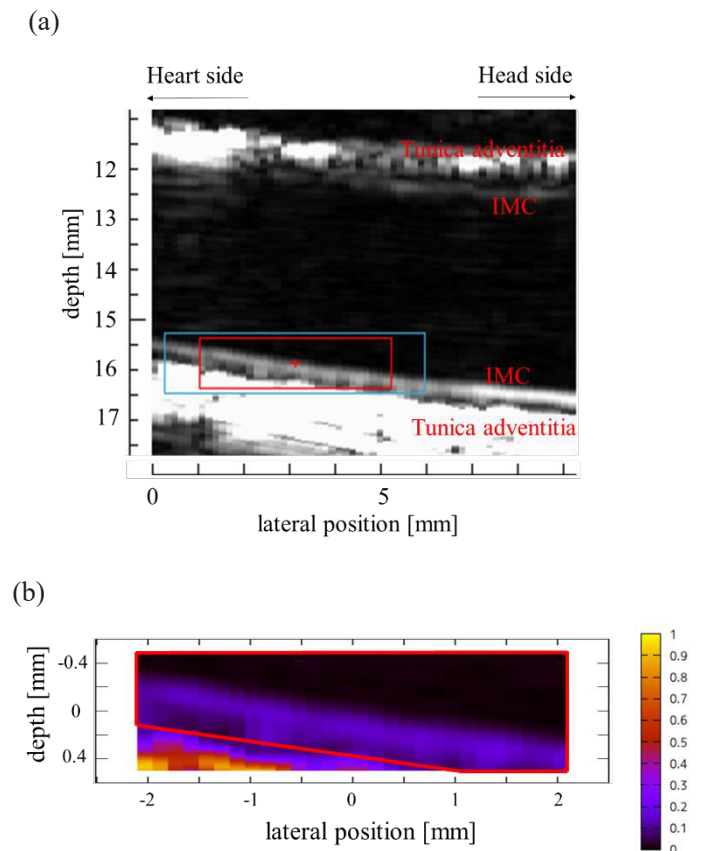 (a)
Heart side
Head side
Tunica adventitia
IMC
12
13
14
15
16
17
depth [mm]
IMC
Tunica adventitia
0
5
lateral position [mm]
(b)
-0.4
0
0.4
depth [mm]
-2
-1
0
1
2
lateral position [mm]
1
0.9
0.8
0.7
0.6
0.5
0.4
0.3
0.2
0.1
0